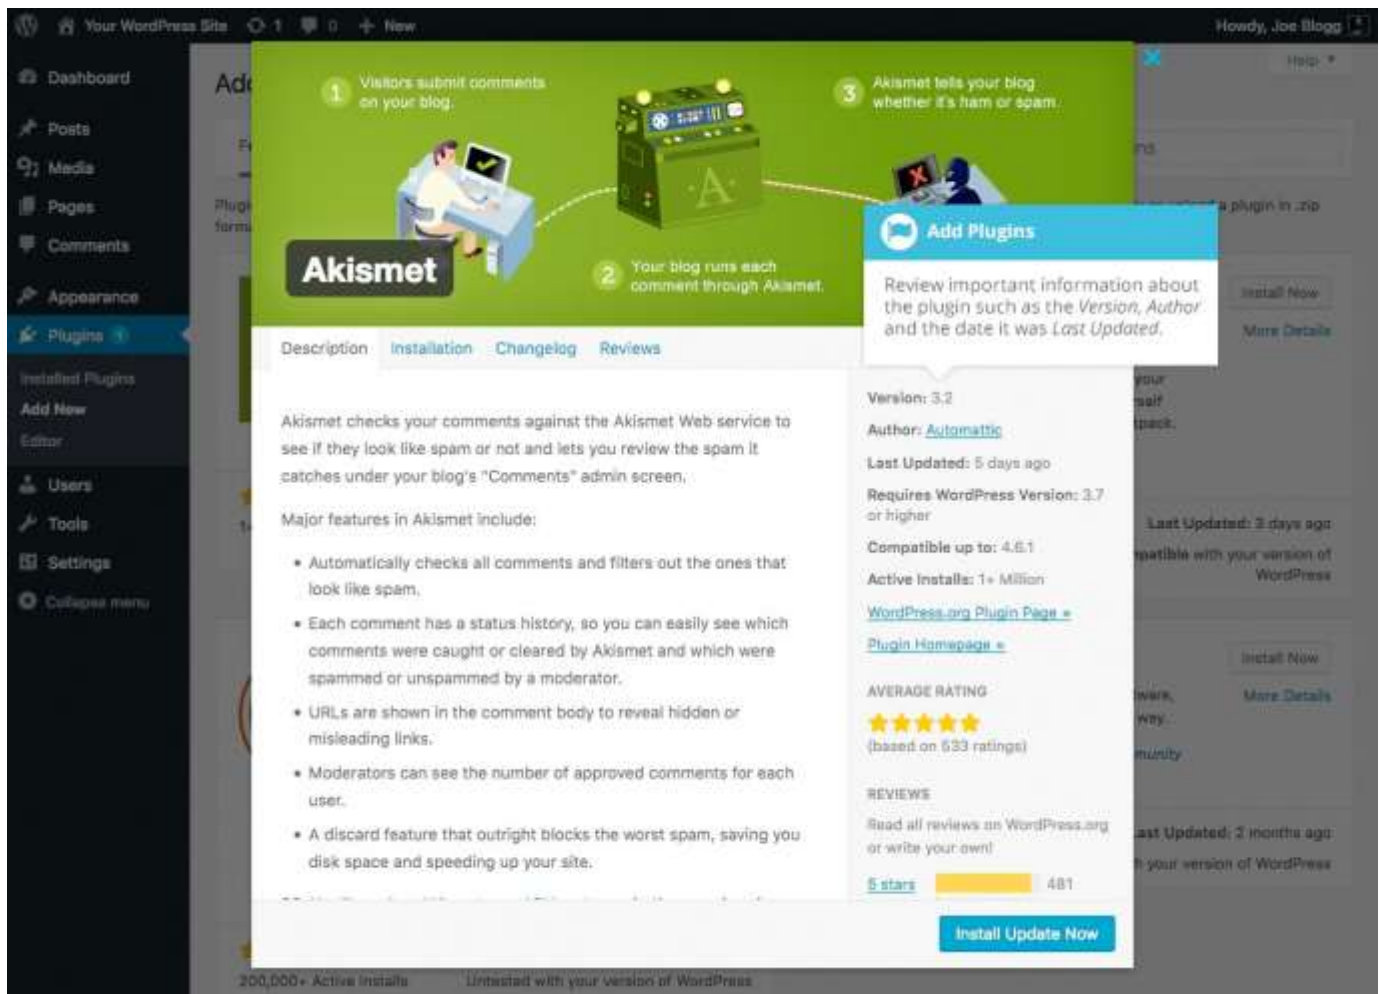 Your WordPress Site
1
0
New
Howdy, Joe Blogg
Help
Dashboard
Posts
Media
Pages
Comments
Appearance
Plugins 1
Installed Plugins
Add New
Editor
Users
Tools
Settings
Collapse menu
1 Visitors submit comments
on your blog.
3 Akismet tells your blog
whether it's ham or spam.
A
Akismet
2 Your blog runs each
comment through Akismet.
a plugin in .zip
Add Plugins
Review important information about
the plugin such as the Version, Author
and the date it was Last Updated.
Install Now
More Details
Description
Installation
Changelog
Reviews
Akismet checks your comments against the Akismet Web service to
see if they look like spam or not and lets you review the spam it
catches under your blog's "Comments" admin screen.
Major features in Akismet include:
• Automatically checks all comments and filters out the ones that
look like spam.
• Each comment has a status history, so you can easily see which
comments were caught or cleared by Akismet and which were
spammed or unspammed by a moderator.
• URLs are shown in the comment body to reveal hidden or
misleading links.
• Moderators can see the number of approved comments for each
user.
• A discard feature that outright blocks the worst spam, saving you
disk space and speeding up your site.
Version: 3.2
Author: Automattic
Last Updated: 5 days ago
Requires WordPress Version: 3.7
or higher
Compatible up to: 4.6.1
Active Installs: 1+ Million
WordPress.org Plugin Page »
Plugin Homepage »
AVERAGE RATING
(based on 533 ratings)
REVIEWS
Read all reviews on WordPress.org
or write your own!
5 stars
481
Install Update Now
your
Last Updated: 3 days ago
with your version of
WordPress
Install Now
More Details
way.
Updated: 2 months ago
your version of WordPress
200,000+ Active Installs
Untested with your version of WordPress